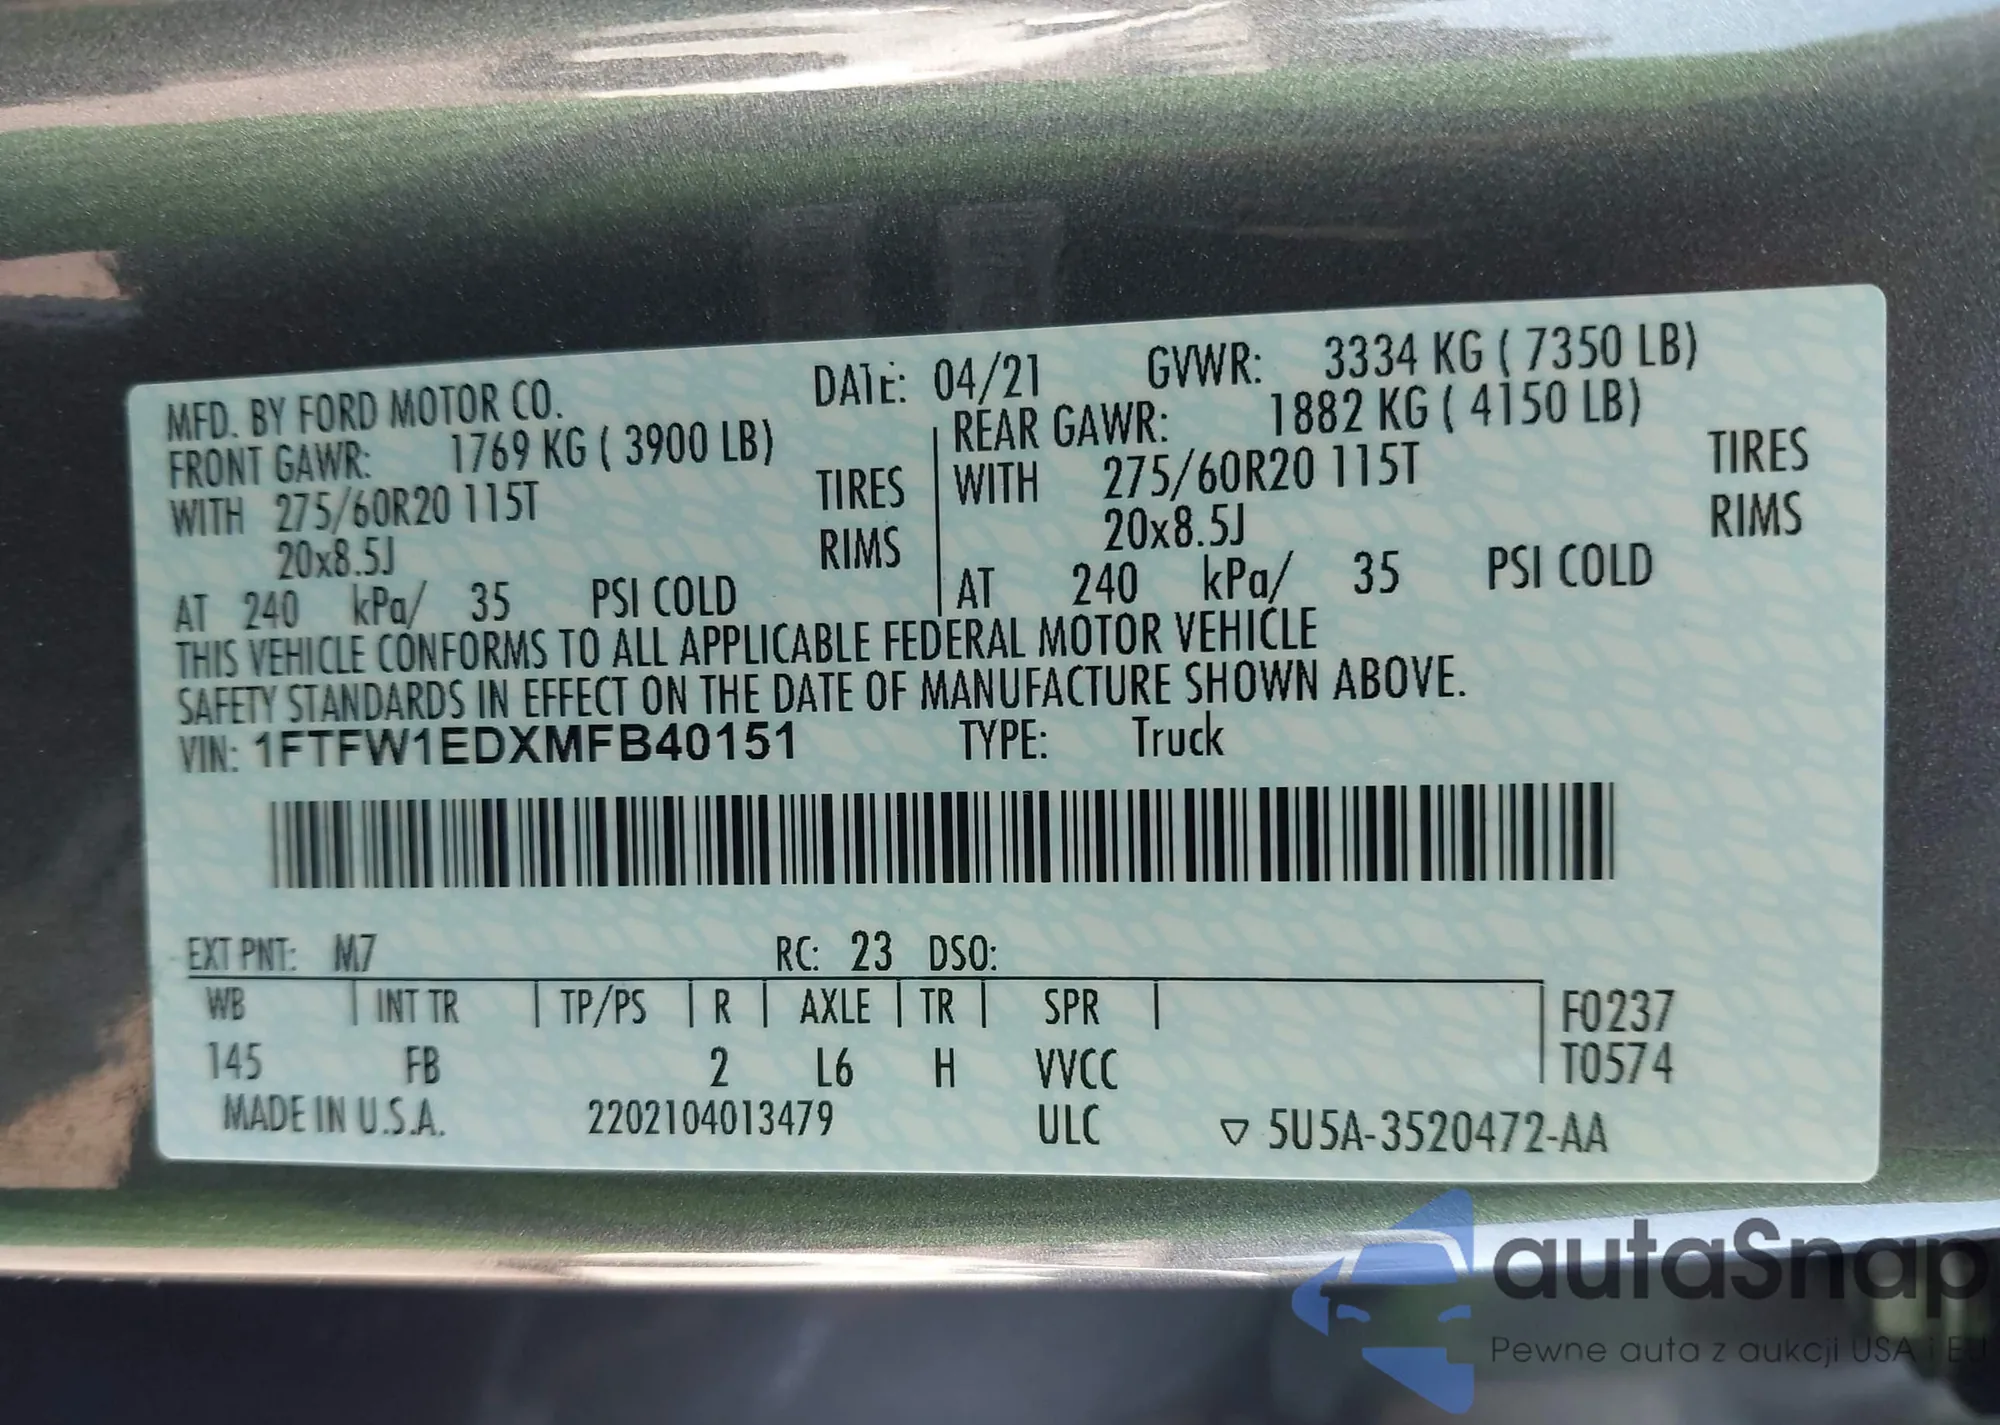 MFD. BY FORD MOTOR CO. DATE: 04/21 GVWR: 3334 KG ( 7350 LB)
FRONT GAWR: 1769 KG ( 3900 LB) REAR GAWR: 1882 KG ( 4150 LB)
WITH 275/60R20 115T TIRES WITH 275/60R20 115T TIRES
20x8.5J RIMS 20x8.5J RIMS
AT 240 kPa/ 35 PSI COLD AT 240 kPa/ 35 PSI COLD
THIS VEHICLE CONFORMS TO ALL APPLICABLE FEDERAL MOTOR VEHICLE
SAFETY STANDARDS IN EFFECT ON THE DATE OF MANUFACTURE SHOWN ABOVE.
VIN: 1FTFW1EDXMFB40151 TYPE: Truck
EXT PNT: M7 RC: 23 DSO:
WB INT TR TP/PS R AXLE TR SPR F0237
145 FB 2 L6 H VVCC T0574
MADE IN U.S.A. 2202104013479 ULC ▽ 5U5A-3520472-AA
autaSnap
Pewne auta z aukcji USA i EU